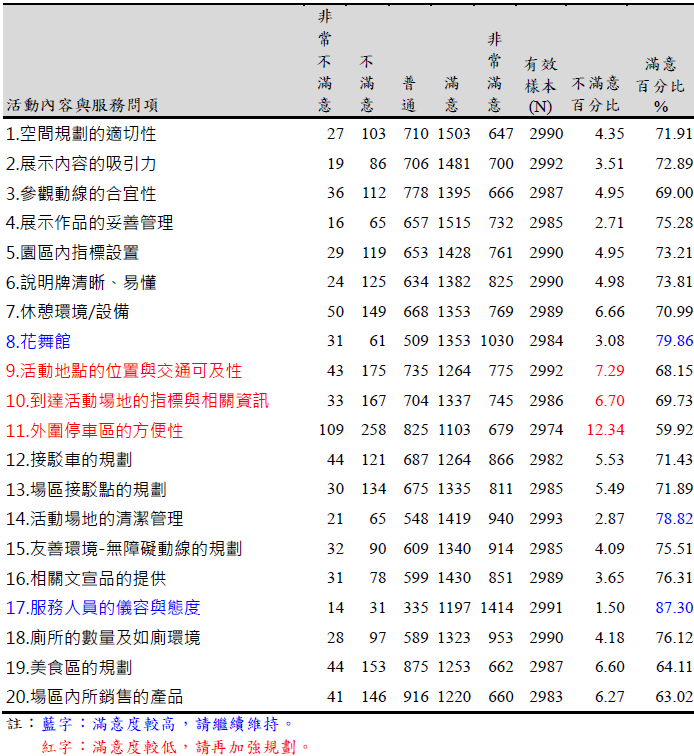 活動內容與服務問項 非常不滿意 不滿意 普通 滿意 非常滿意 有效樣本(N) 不滿意百分比 滿意百分比%
1.空間規劃的適切性 27 103 710 1503 647 2990 4.35 71.91
2.展示內容的吸引力 19 86 706 1481 700 2992 3.51 72.89
3.參觀動線的合宜性 36 112 778 1395 666 2987 4.95 69.00
4.展示作品的妥善管理 16 65 657 1515 732 2985 2.71 75.28
5.園區內指標設置 29 119 653 1428 761 2990 4.95 73.21
6.說明牌清晰、易懂 24 125 634 1382 825 2990 4.98 73.81
7.休憩環境/設備 50 149 668 1353 769 2989 6.66 70.99
8.花舞館 31 61 509 1353 1030 2984 3.08 79.86
9.活動地點的位置與交通可及性 43 175 735 1264 775 2992 7.29 68.15
10.到達活動場地的指標與相關資訊 33 167 704 1337 745 2986 6.70 69.73
11.外圍停車區的方便性 109 258 825 1103 679 2974 12.34 59.92
12.接駁車的規劃 44 121 687 1264 866 2982 5.53 71.43
13.場區接駁點的規劃 30 134 675 1335 811 2985 5.49 71.89
14.活動場地的清潔管理 21 65 548 1419 940 2993 2.87 78.82
15.友善環境-無障礙動線的規劃 32 90 609 1340 914 2985 4.09 75.51
16.相關文宣品的提供 31 78 599 1430 851 2989 3.65 76.31
17.服務人員的儀容與態度 14 31 335 1197 1414 2991 1.50 87.30
18.廁所的數量及如廁環境 28 97 589 1323 953 2990 4.18 76.12
19.美食區的規劃 44 153 875 1253 662 2987 6.60 64.11
20.場區內所銷售的產品 41 146 916 1220 660 2983 6.27 63.02
註：藍字：滿意度較高，請繼續維持。
紅字：滿意度較低，請再加強規劃。